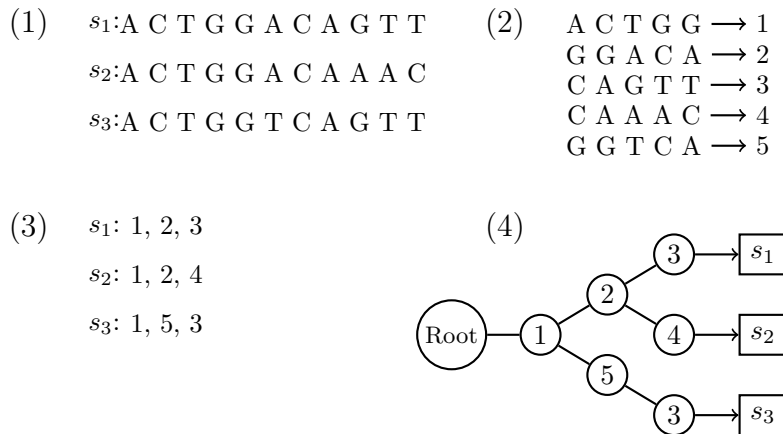 (1)
s₁:A C T G G A C A G T T
s₂:A C T G G A C A A A C
s₃:A C T G G T C A G T T
(2)
A C T G G → 1
G G A C A → 2
C A G T T → 3
C A A A C → 4
G G T C A → 5
(3)
s₁: 1, 2, 3
s₂: 1, 2, 4
s₃: 1, 5, 3
(4)
3 s₁
2
Root 1 4 s₂
5
3 s₃